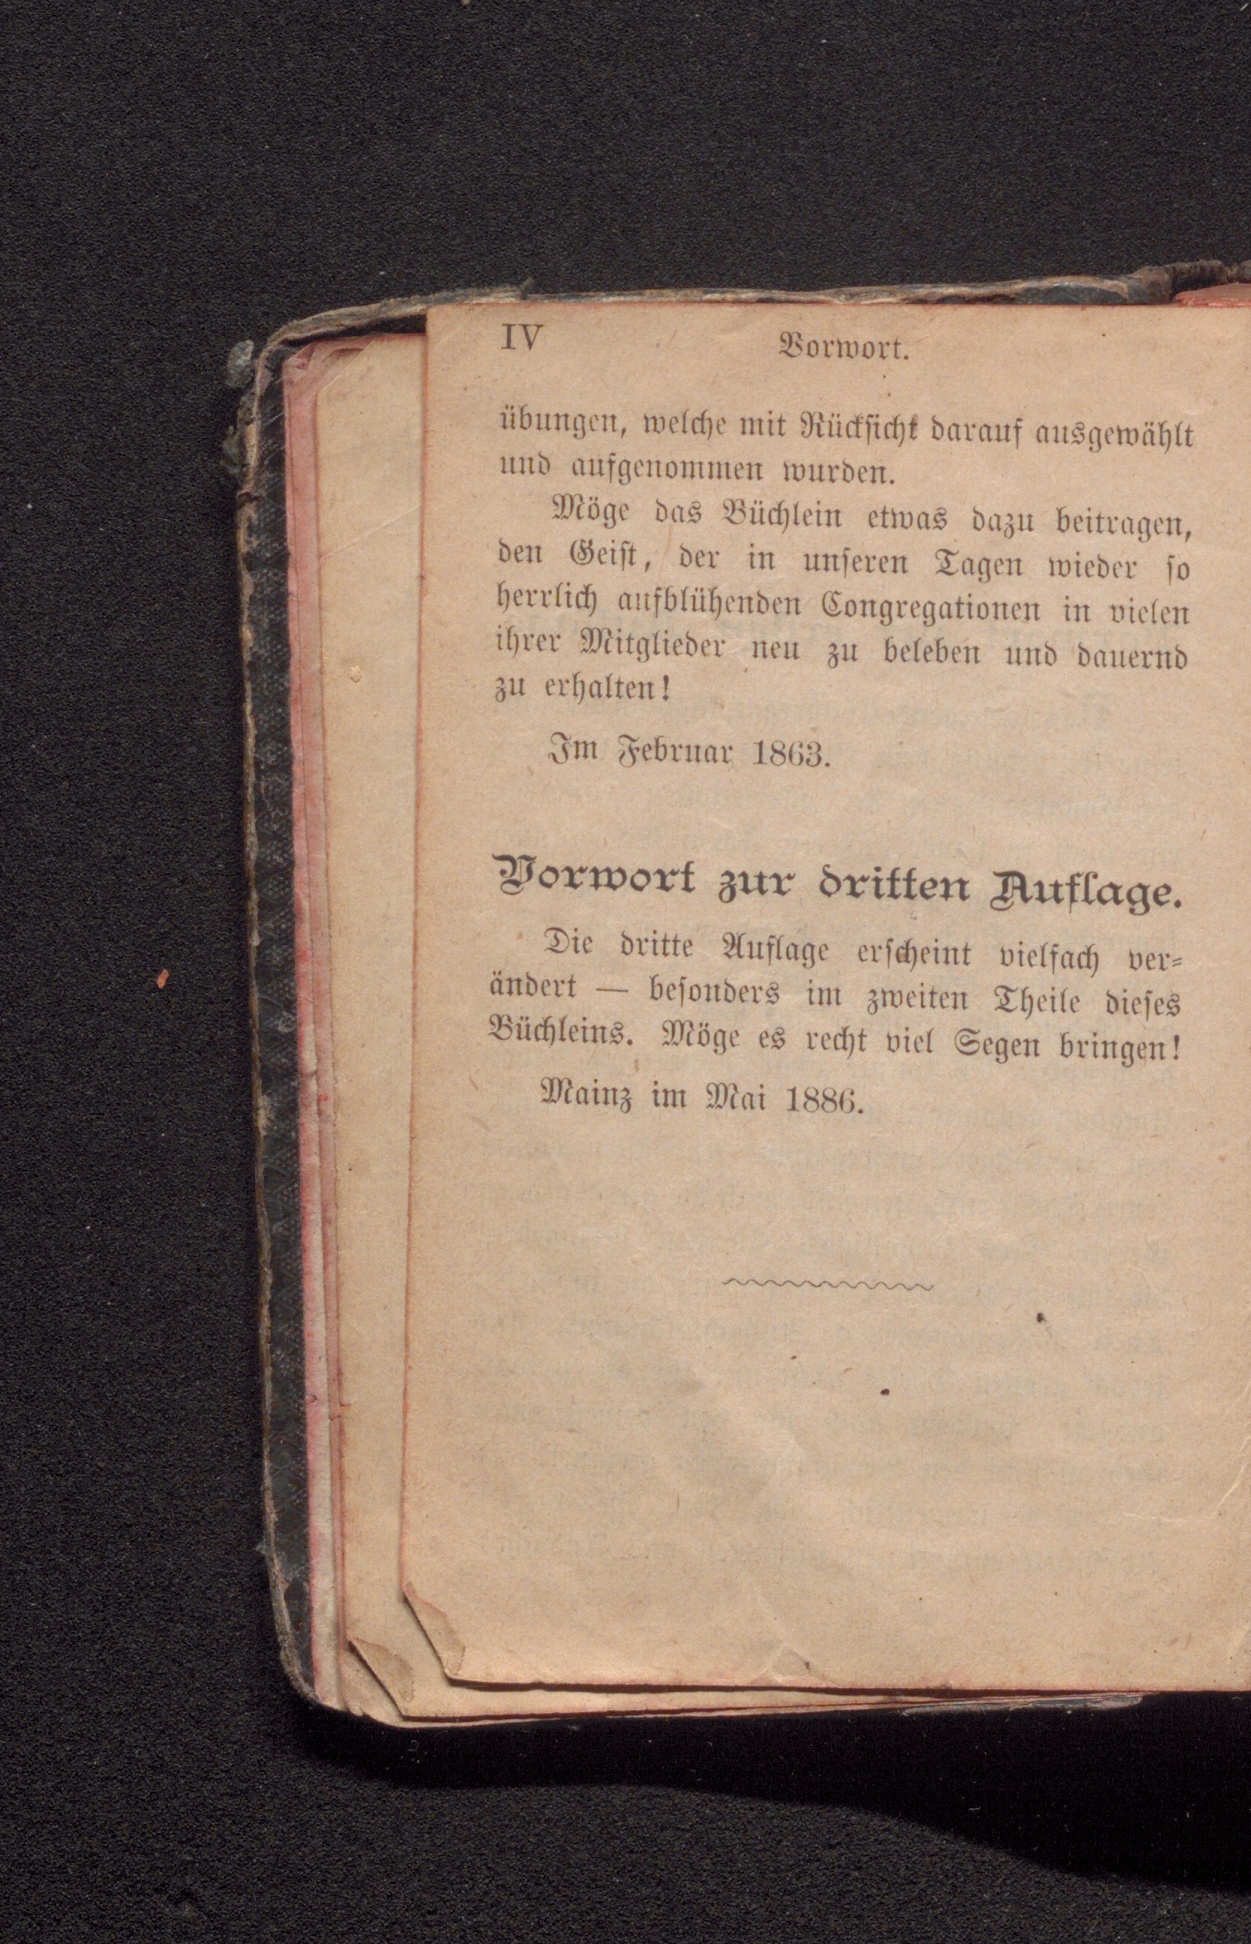 IV
Vorwort.
übungen, welche mit Rücksicht darauf ausgewählt
und aufgenommen wurden.
Möge das Büchlein etwas dazu beitragen,
den Geist, der in unseren Tagen wieder so
herrlich aufblühenden Congregationen in vielen
ihrer Mitglieder neu zu beleben und dauernd
zu erhalten!
Im Februar 1863.
Vorwort zur dritten Auflage.
Die dritte Auflage erscheint vielfach ver-
ändert — besonders im zweiten Theile dieses
Büchleins. Möge es recht viel Segen bringen!
Mainz im Mai 1886.